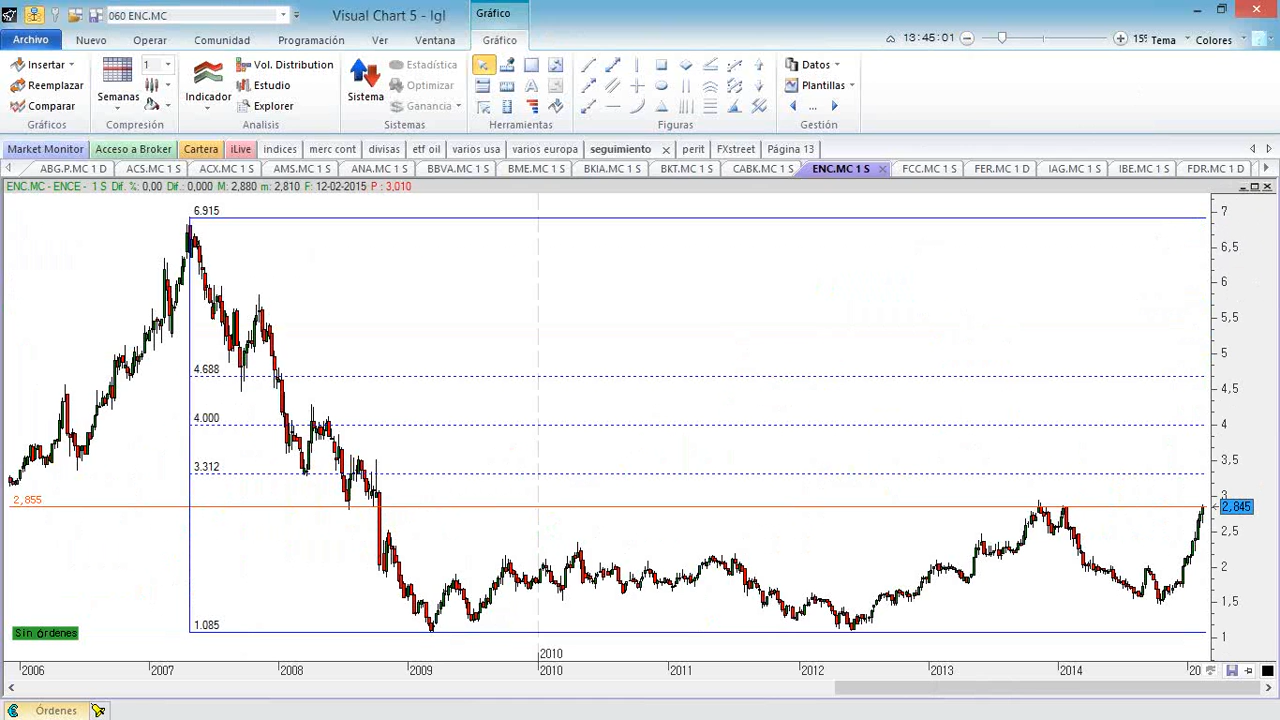 060 ENC.MC
Visual Chart 5 - lgl
Gráfico
Archivo Nuevo Operar Comunidad Programación Ver Ventana Gráfico
13:45:01
Tema Colores
Insertar
Reemplazar
Comparar
Gráficos
Semanas
1
Compresión
Indicador
Vol. Distribution
Estudio
Explorer
Analisis
Sistema
Estadística
Optimizar
Ganancia
Sistemas
Herramientas
Figuras
Datos
Plantillas
...
Gestión
Market Monitor Acceso a Broker Cartera iLive indices merc cont divisas etf oil varios usa varios europa seguimiento perit FXstreet Página 13
ABG.P.MC 1 D ACS.MC 1 S ACX.MC 1 S AMS.MC 1 S ANA.MC 1 S BBVA.MC 1 S BME.MC 1 S BKIA.MC 1 S BKT.MC 1 S CABK.MC 1 S ENC.MC 1 S FCC.MC 1 S FER.MC 1 D IAG.MC 1 S IBE.MC 1 S FDR.MC 1 D
ENC.MC - ENCE - 1 S Dif. %: 0,00 Dif.: 0,000 M: 2,880 m: 2,810 F: 12-02-2015 P : 3,010
6.915
4.688
4.000
3.312
2,855
1.085
7
6,5
6
5,5
5
4,5
4
3,5
3
2,845
2,5
2
1,5
1
Sin órdenes
2010
2006 2007 2008 2009 2011 2012 2013 2014 20
Órdenes